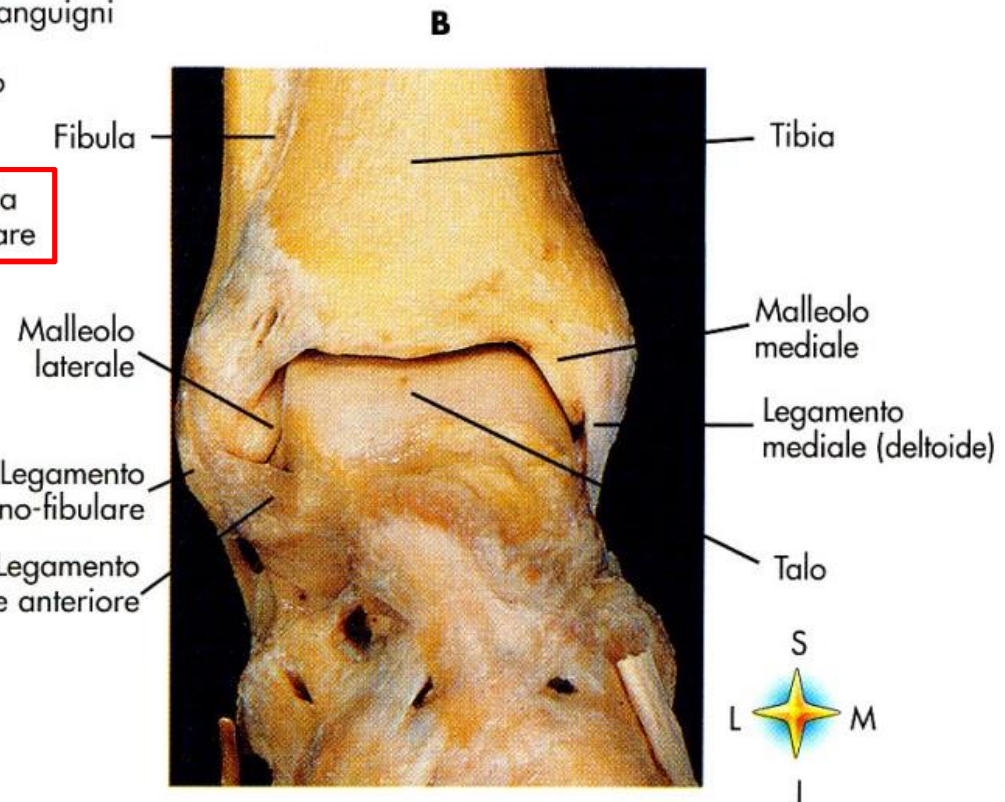 anguigni
B
Fibula
Tibia
a
are
Malleolo
laterale
Malleolo
mediale
Legamento
mediale (deltoide)
Legamento
no-fibulare
Legamento
e anteriore
Talo
S
L M
I